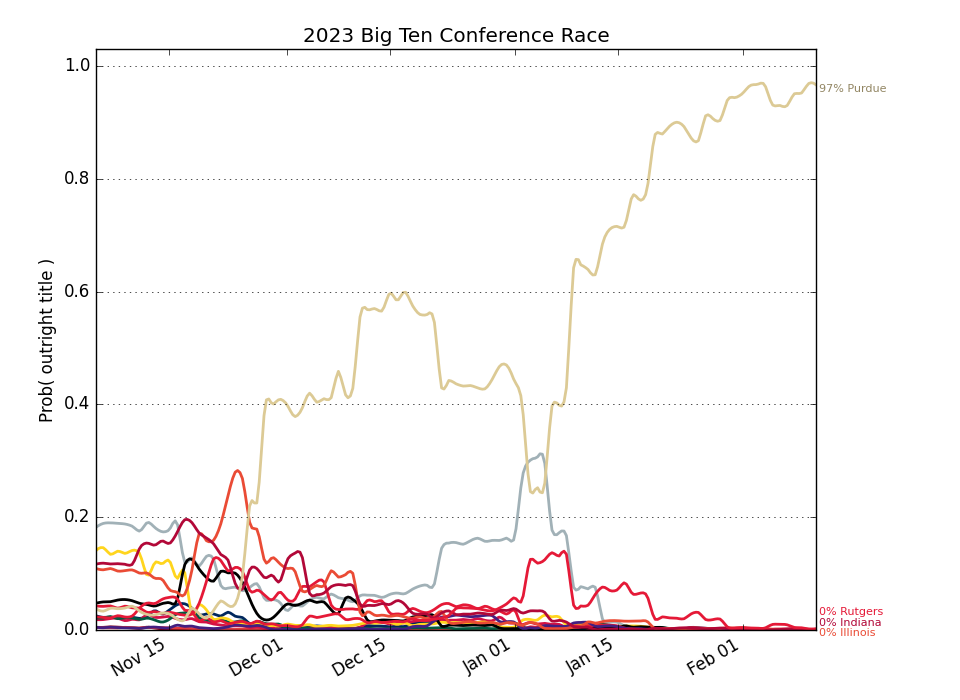 2023 Big Ten Conference Race
Prob( outright title )
1.0
0.8
0.6
0.4
0.2
0.0
Nov 15
Dec 01
Dec 15
Jan 01
Jan 15
Feb 01
97% Purdue
0% Rutgers
0% Indiana
0% Illinois